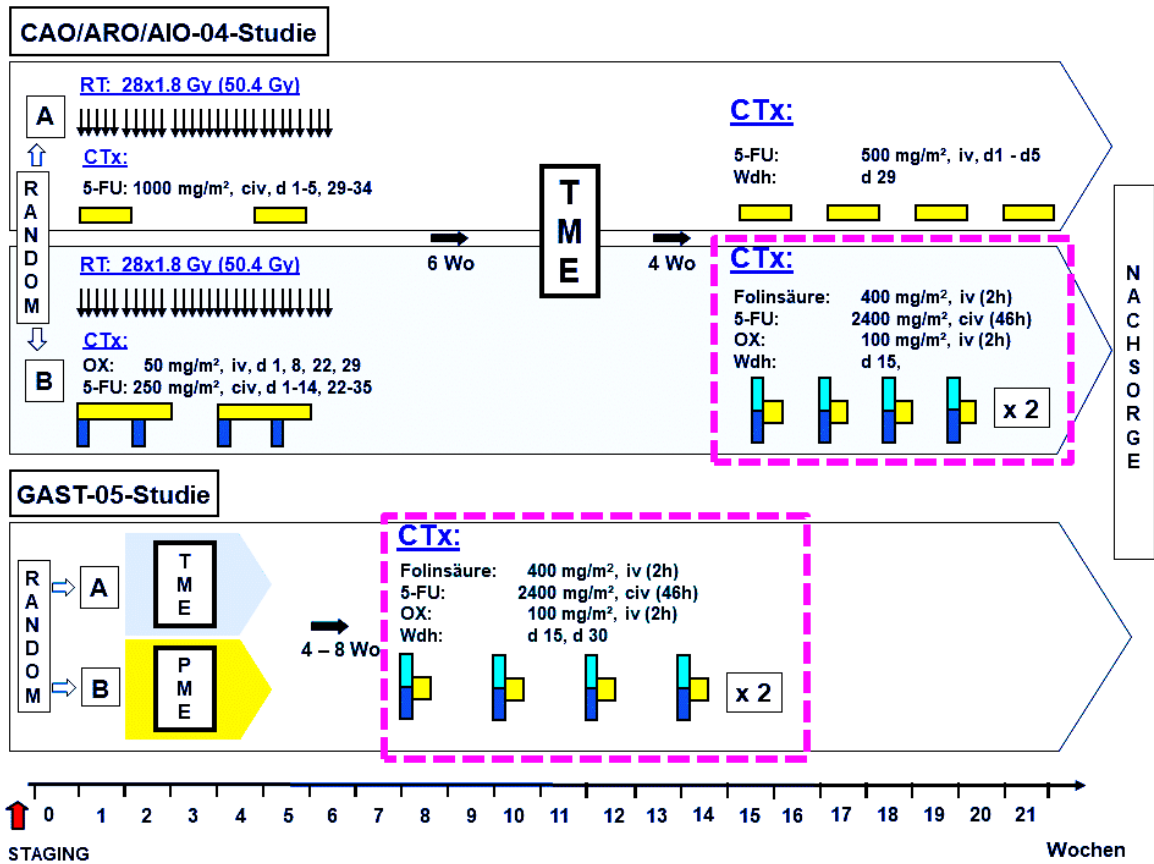 CAO/ARO/AIO-04-Studie
RT: 28x1.8 Gy (50.4 Gy)
A
CTx:
5-FU: 1000 mg/m², civ, d 1-5, 29-34
RANDOM
6 Wo
TME
4 Wo
CTx:
5-FU: 500 mg/m², iv, d1 - d5
Wdh: d 29
RT: 28x1.8 Gy (50.4 Gy)
B
CTx:
OX: 50 mg/m², iv, d 1, 8, 22, 29
5-FU: 250 mg/m², civ, d 1-14, 22-35
CTx:
Folinsäure: 400 mg/m², iv (2h)
5-FU: 2400 mg/m², civ (46h)
OX: 100 mg/m², iv (2h)
Wdh: d 15,
x 2
NACHSORGE
GAST-05-Studie
RANDOM
A
TME
B
PME
4 – 8 Wo
CTx:
Folinsäure: 400 mg/m², iv (2h)
5-FU: 2400 mg/m², civ (46h)
OX: 100 mg/m², iv (2h)
Wdh: d 15, d 30
x 2
0 1 2 3 4 5 6 7 8 9 10 11 12 13 14 15 16 17 18 19 20 21
STAGING
Wochen